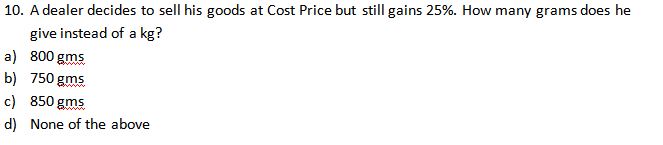 10. A dealer decides to sell his goods at Cost Price but still gains 25%. How many grams does he
give instead of a kg?
a) 800 gms
b) 750 gms
c) 850 gms
d) None of the above